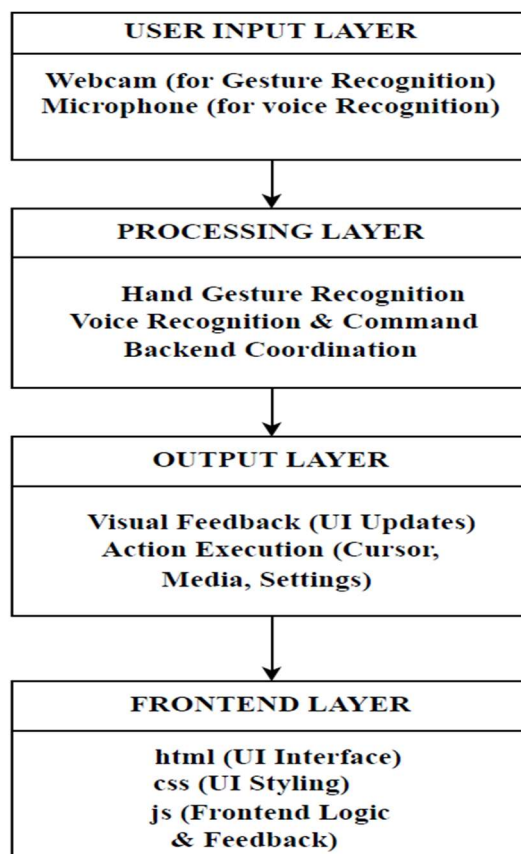 USER INPUT LAYER
Webcam (for Gesture Recognition)
Microphone (for voice Recognition)
PROCESSING LAYER
Hand Gesture Recognition
Voice Recognition & Command
Backend Coordination
OUTPUT LAYER
Visual Feedback (UI Updates)
Action Execution (Cursor,
Media, Settings)
FRONTEND LAYER
html (UI Interface)
css (UI Styling)
js (Frontend Logic
& Feedback)